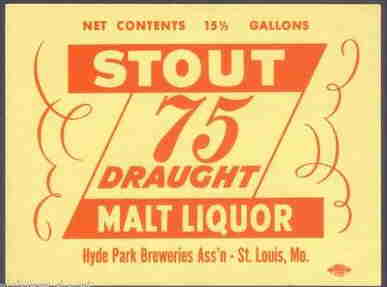 NET CONTENTS 15½ GALLONS
STOUT
75
DRAUGHT
MALT LIQUOR
Hyde Park Breweries Ass'n - St. Louis, Mo.